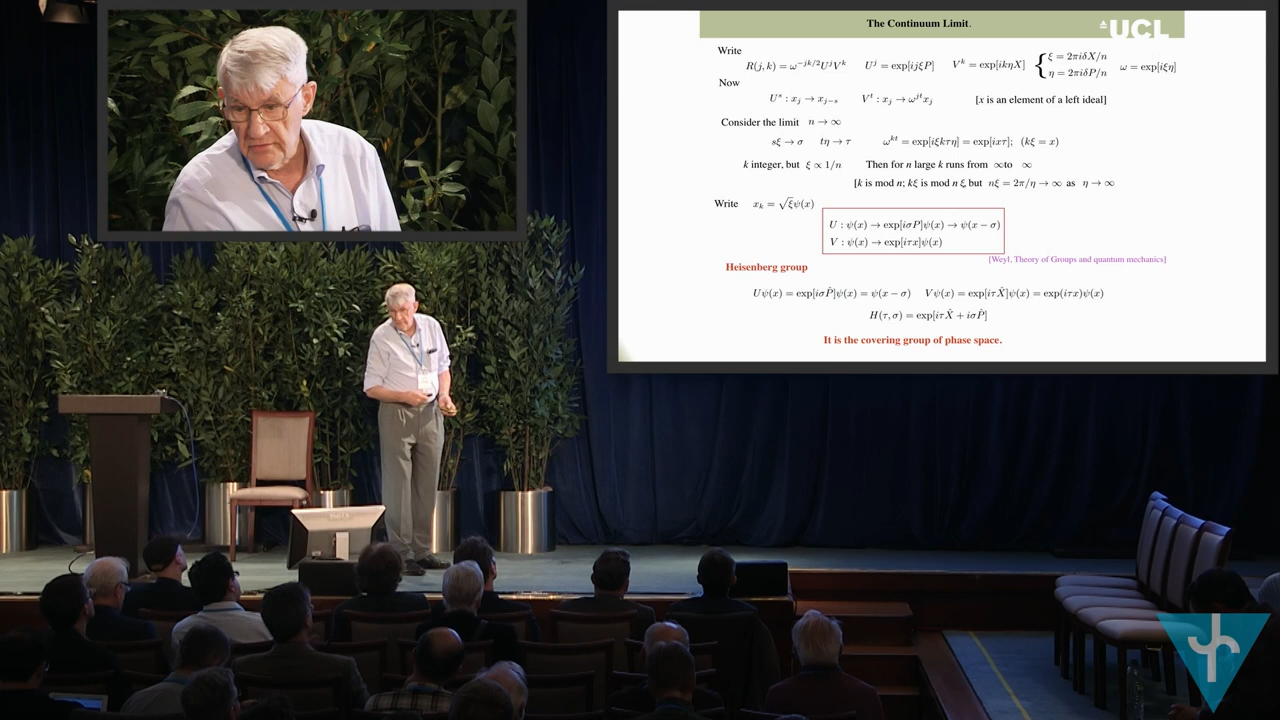 The Continuum Limit.
UCL
Write
R(j, k) = ω^{-jk/2}U^jV^k   U^j = exp[ijξP]   V^k = exp[ikηX]   { ξ = 2πiδX/n   ω = exp[iξη]
η = 2πiδP/n
Now
U^s : x_j → x_{j−s}   V^t : x_j → ω^{jt}x_j   [x is an element of a left ideal]
Consider the limit n → ∞
sξ → σ   tη → τ   ω^{kt} = exp[iξkτη] = exp[ixτ];   (kξ = x)
k integer, but ξ ∝ 1/n   Then for n large k runs from ∞to ∞
[k is mod n; kξ is mod n ξ, but nξ = 2π/η → ∞ as η → ∞
Write x_k = √ξψ(x)
U : ψ(x) → exp[iσP]ψ(x) → ψ(x − σ)
V : ψ(x) → exp[iτx]ψ(x)
[Weyl, Theory of Groups and quantum mechanics]
Heisenberg group
Uψ(x) = exp[iσP̂]ψ(x) = ψ(x − σ)   Vψ(x) = exp[iτX̂]ψ(x) = exp(iτx)ψ(x)
H(τ, σ) = exp[iτX̂ + iσP̂]
It is the covering group of phase space.